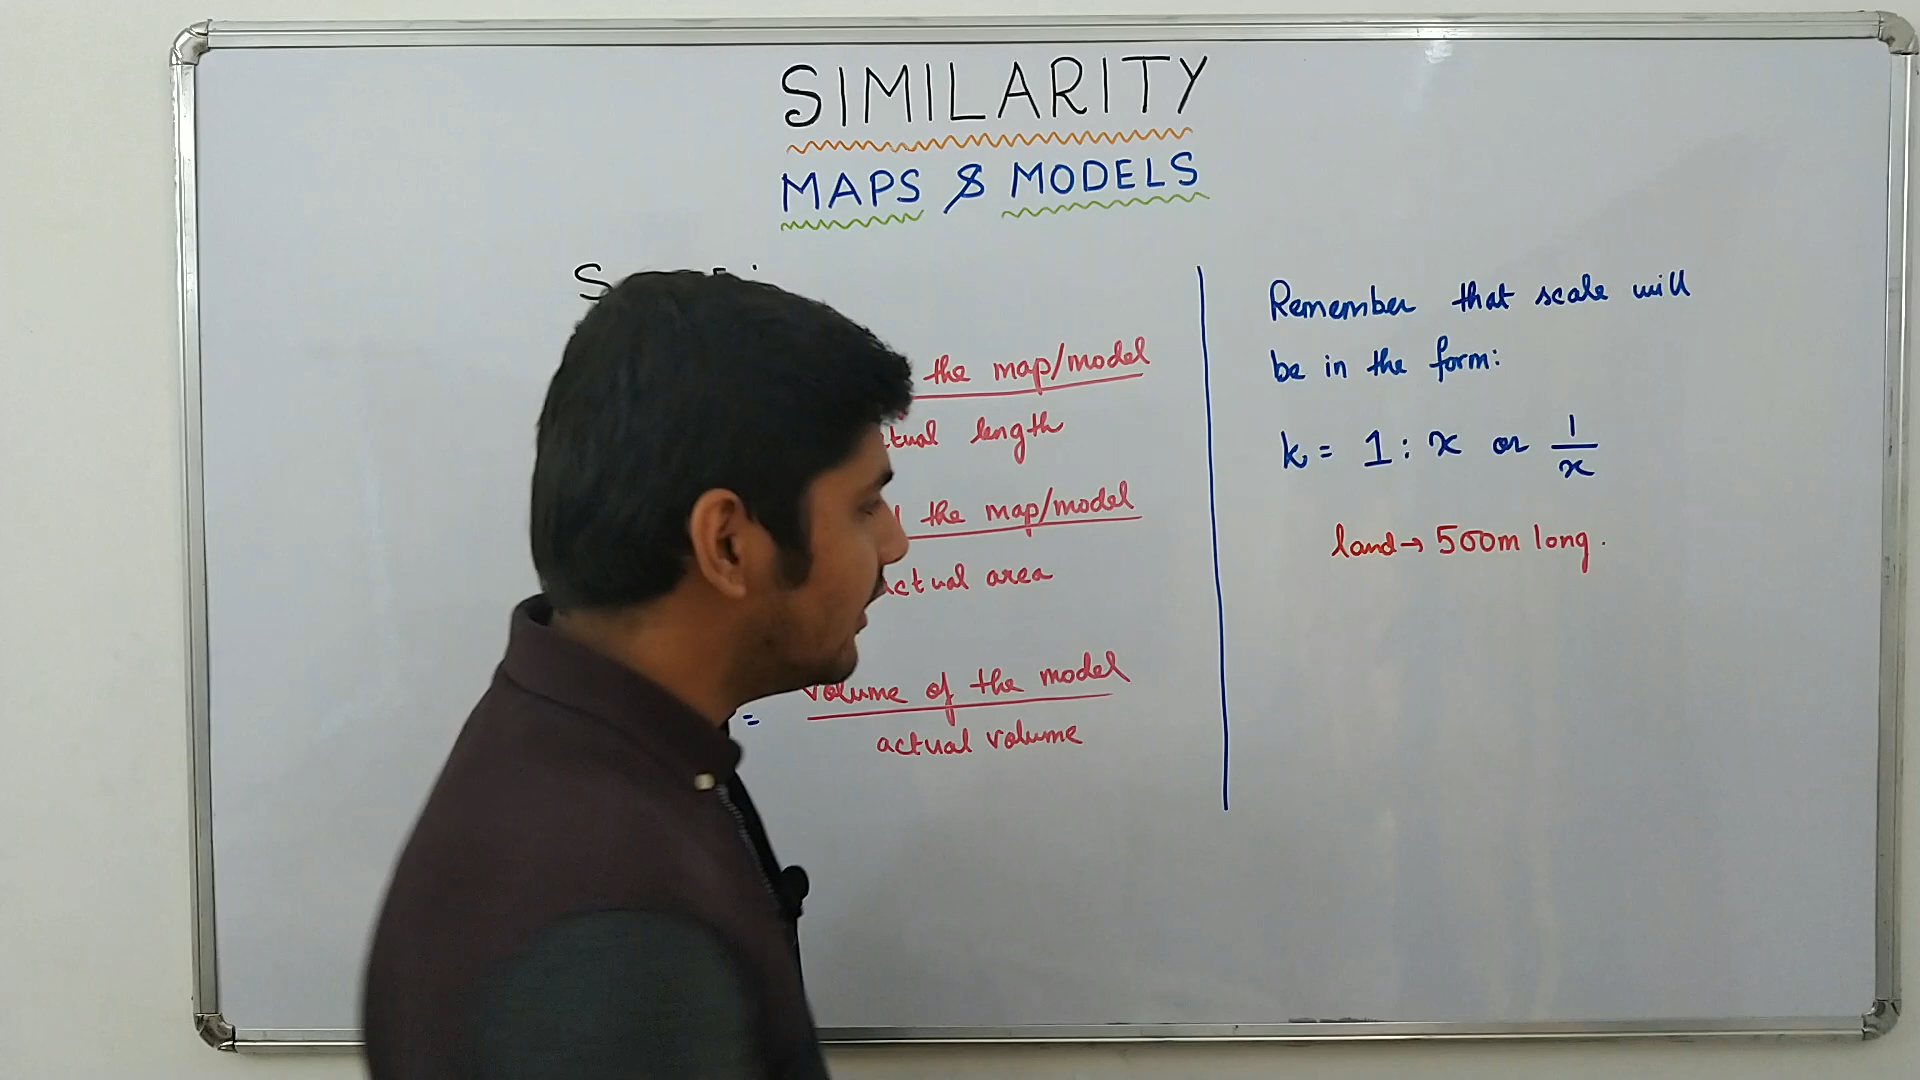 SIMILARITY
MAPS & MODELS
the map/model
length
the map/model
area
= volume of the model
actual volume
Remember that scale will
be in the form:
k = 1 : x or 1/x
land → 500m long.